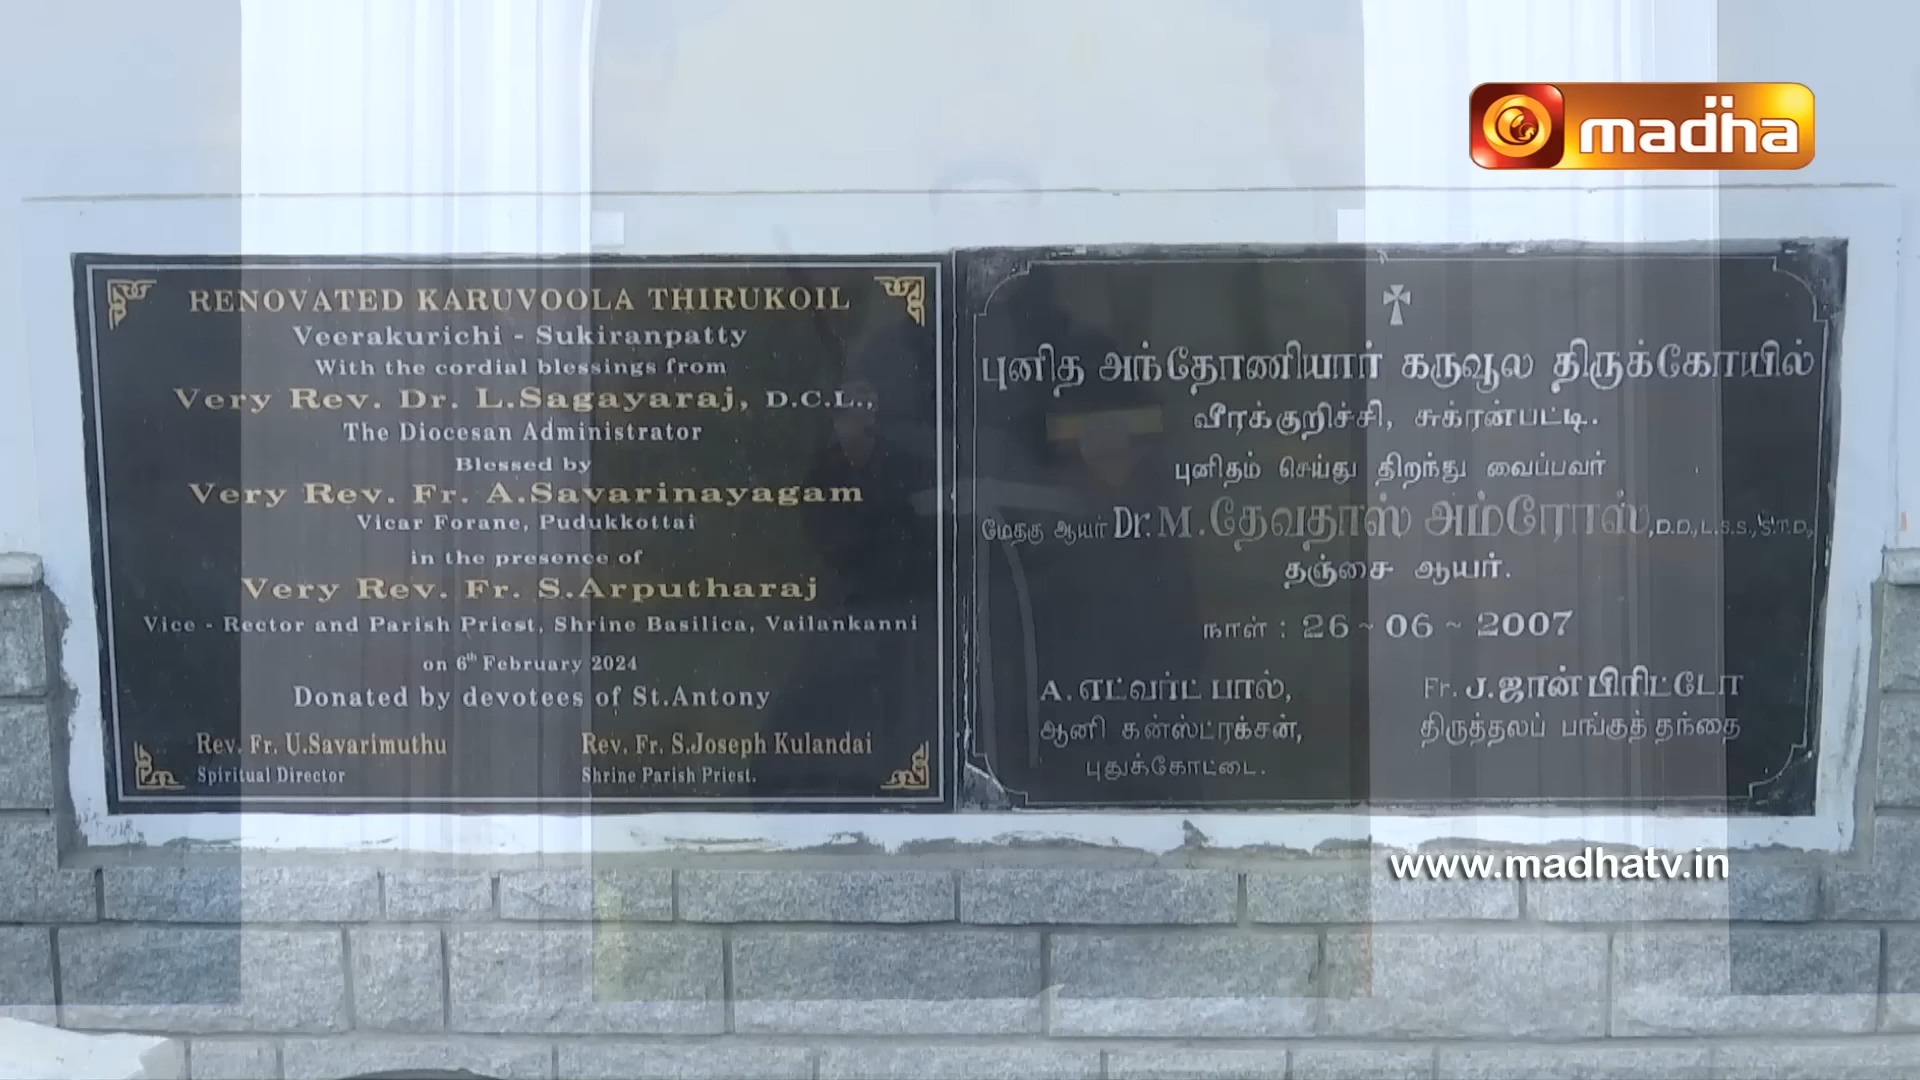 madha
RENOVATED KARUVOOLA THIRUKOIL
Veerakurichi - Sukiranpatty
With the cordial blessings from
Very Rev. Dr. L.Sagayaraj, D.C.L.,
The Diocesan Administrator
Blessed by
Very Rev. Fr. A.Savarinayagam
Vicar Forane, Pudukkottai
in the presence of
Very Rev. Fr. S.Arputharaj
Vice - Rector and Parish Priest, Shrine Basilica, Vailankanni
on 6th February 2024
Donated by devotees of St.Antony
Rev. Fr. U.Savarimuthu
Spiritual Director
Rev. Fr. S.Joseph Kulandai
Shrine Parish Priest.
புனித அந்தோணியார் கருவூல திருக்கோயில்
வீரக்குறிச்சி, சுக்ரன்பட்டி.
புனிதம் செய்து திறந்து வைப்பவர்
மேதகு ஆயர் Dr. M. தேவதாஸ் அம்ரோஸ், D.D., L.S.S., S.T.D.,
தஞ்சை ஆயர்.
நாள் : 26 ~ 06 ~ 2007
A. எட்வர்ட் பால்,
ஆனி கன்ஸ்ட்ரக்சன்,
புதுக்கோட்டை.
Fr. J. ஜான் பிரிட்டோ
திருத்தலப் பங்குத் தந்தை
www.madhatv.in